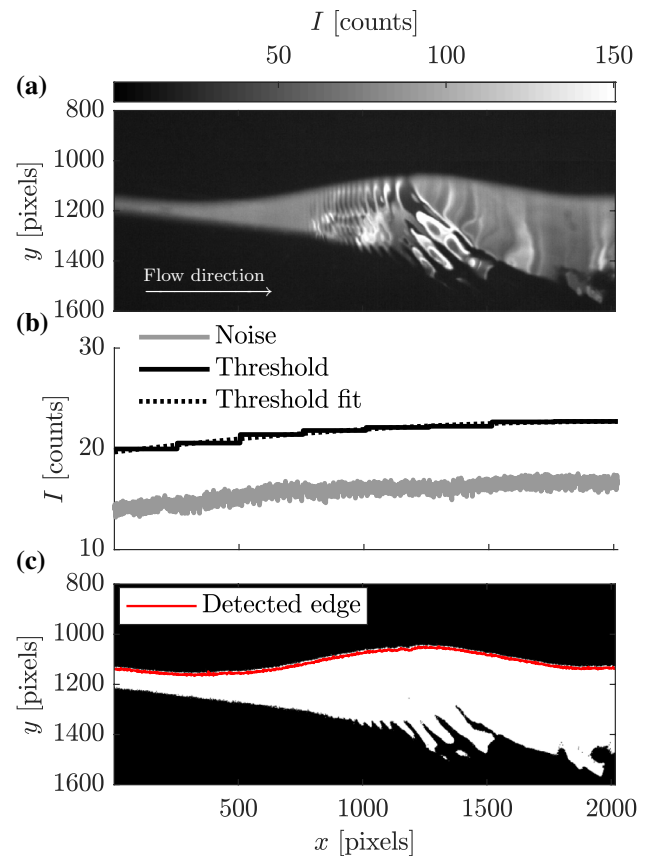 I [counts]
50 100 150
(a)
800
1000
1200
1400
1600
y [pixels]
Flow direction
(b)
30
20
10
I [counts]
Noise
Threshold
Threshold fit
(c)
800
1000
1200
1400
1600
y [pixels]
Detected edge
500 1000 1500 2000
x [pixels]